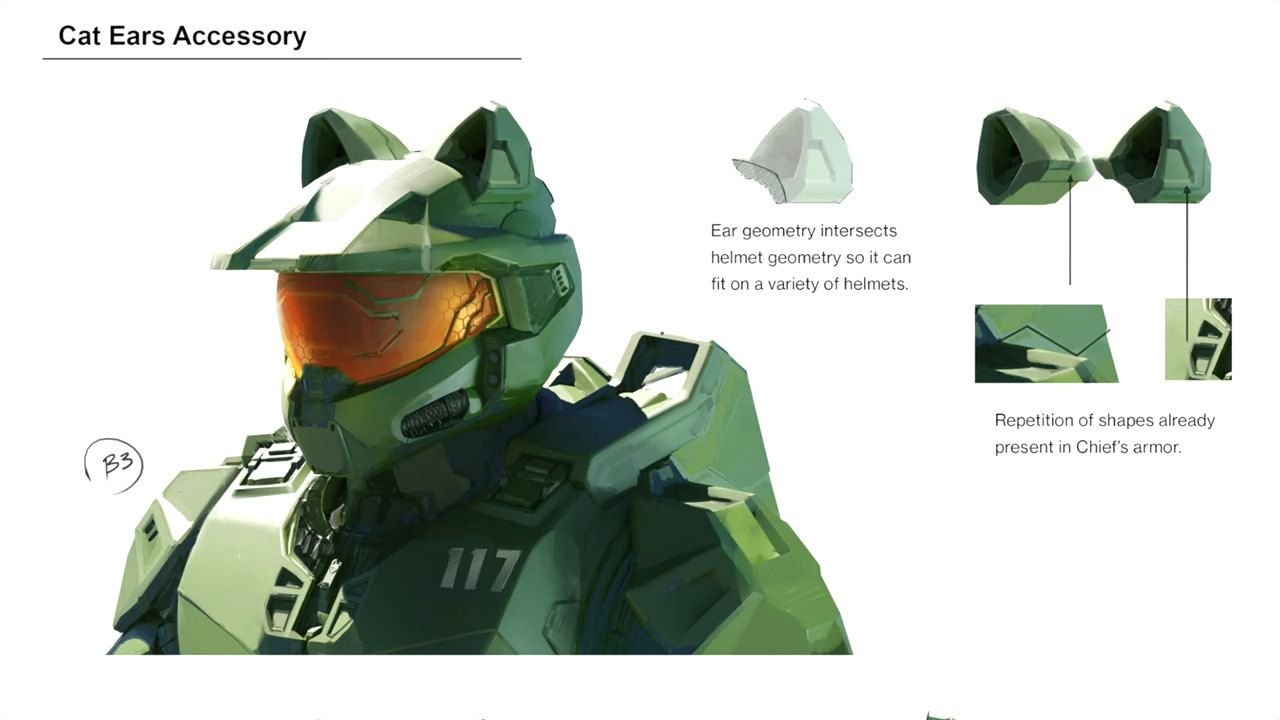 Cat Ears Accessory
Ear geometry intersects
helmet geometry so it can
fit on a variety of helmets.
Repetition of shapes already
present in Chief's armor.
B3
117